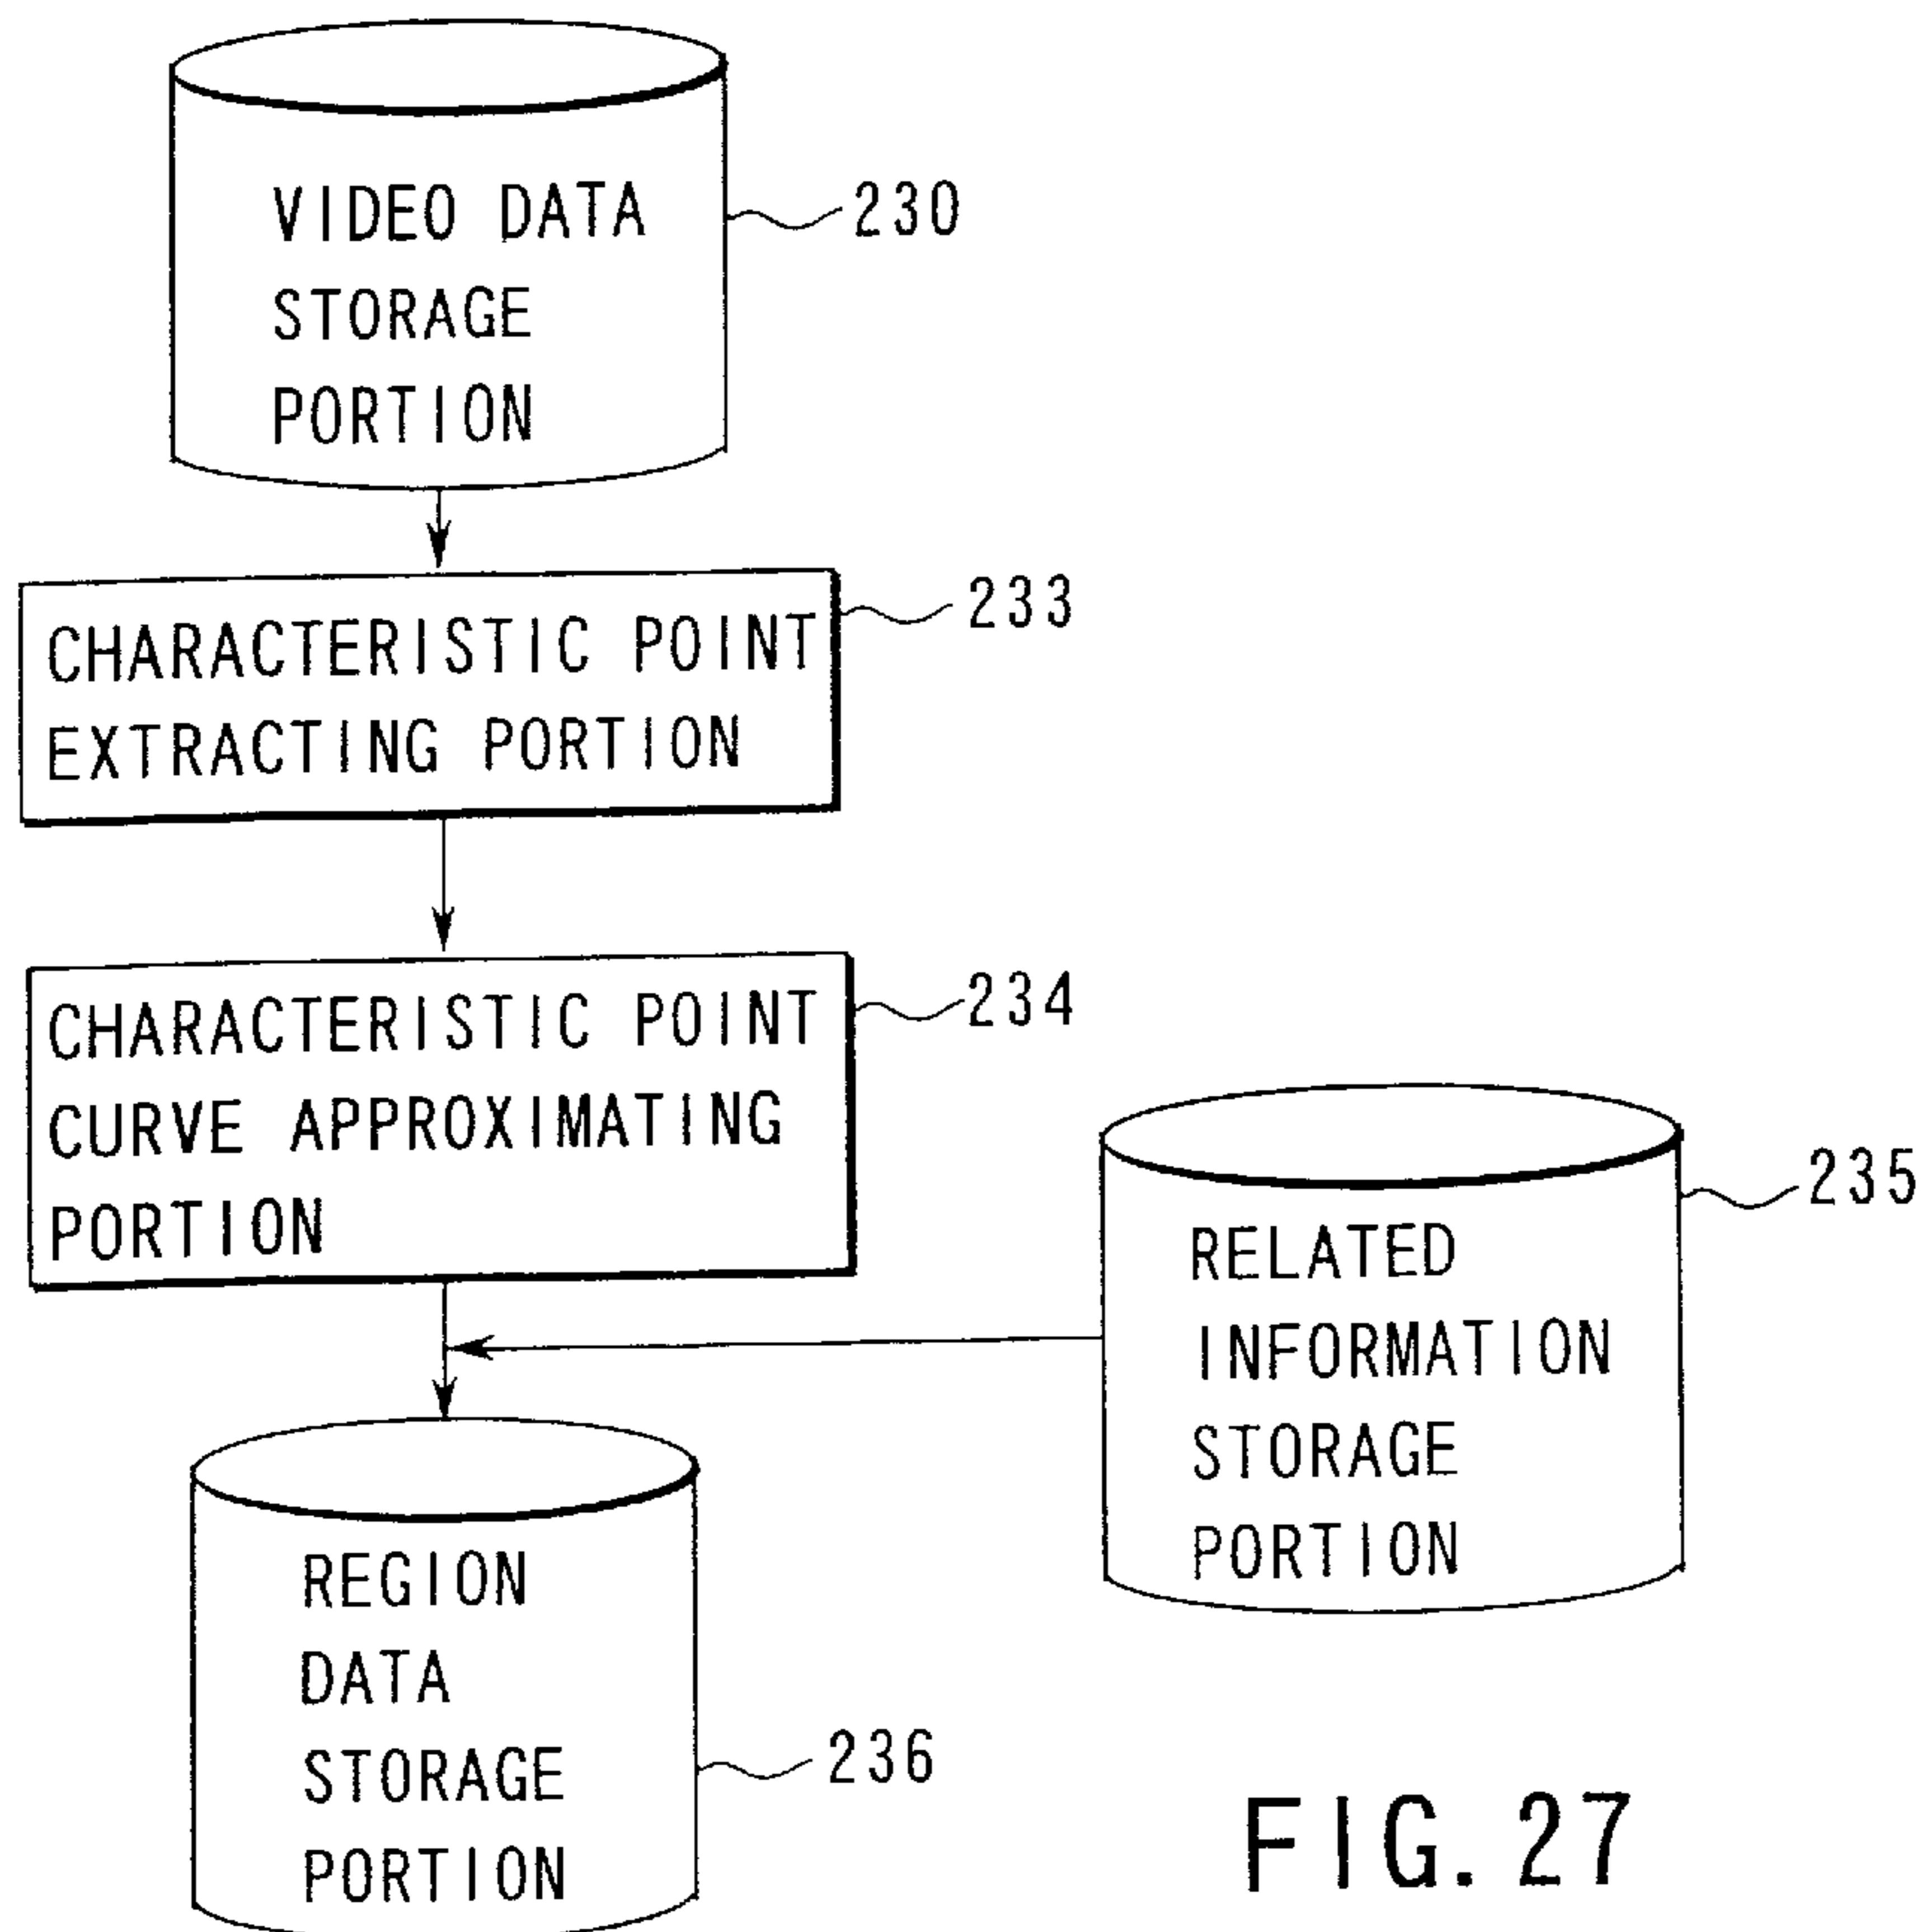 VIDEO DATA
STORAGE
PORTION
230
CHARACTERISTIC POINT
EXTRACTING PORTION
233
CHARACTERISTIC POINT
CURVE APPROXIMATING
PORTION
234
RELATED
INFORMATION
STORAGE
PORTION
235
REGION
DATA
STORAGE
PORTION
236
FIG. 27